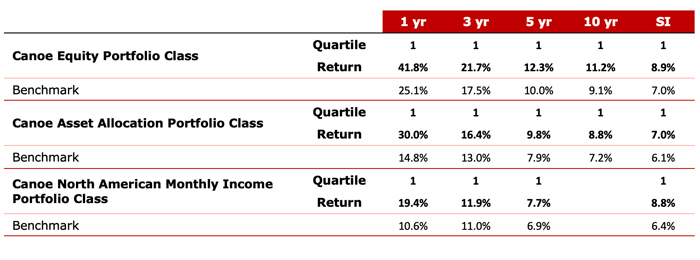 1 yr 3 yr 5 yr 10 yr SI
Canoe Equity Portfolio Class Quartile 1 1 1 1 1
Return 41.8% 21.7% 12.3% 11.2% 8.9%
Benchmark 25.1% 17.5% 10.0% 9.1% 7.0%
Canoe Asset Allocation Portfolio Class Quartile 1 1 1 1 1
Return 30.0% 16.4% 9.8% 8.8% 7.0%
Benchmark 14.8% 13.0% 7.9% 7.2% 6.1%
Canoe North American Monthly Income Quartile 1 1 1 1
Portfolio Class Return 19.4% 11.9% 7.7% 8.8%
Benchmark 10.6% 11.0% 6.9% 6.4%